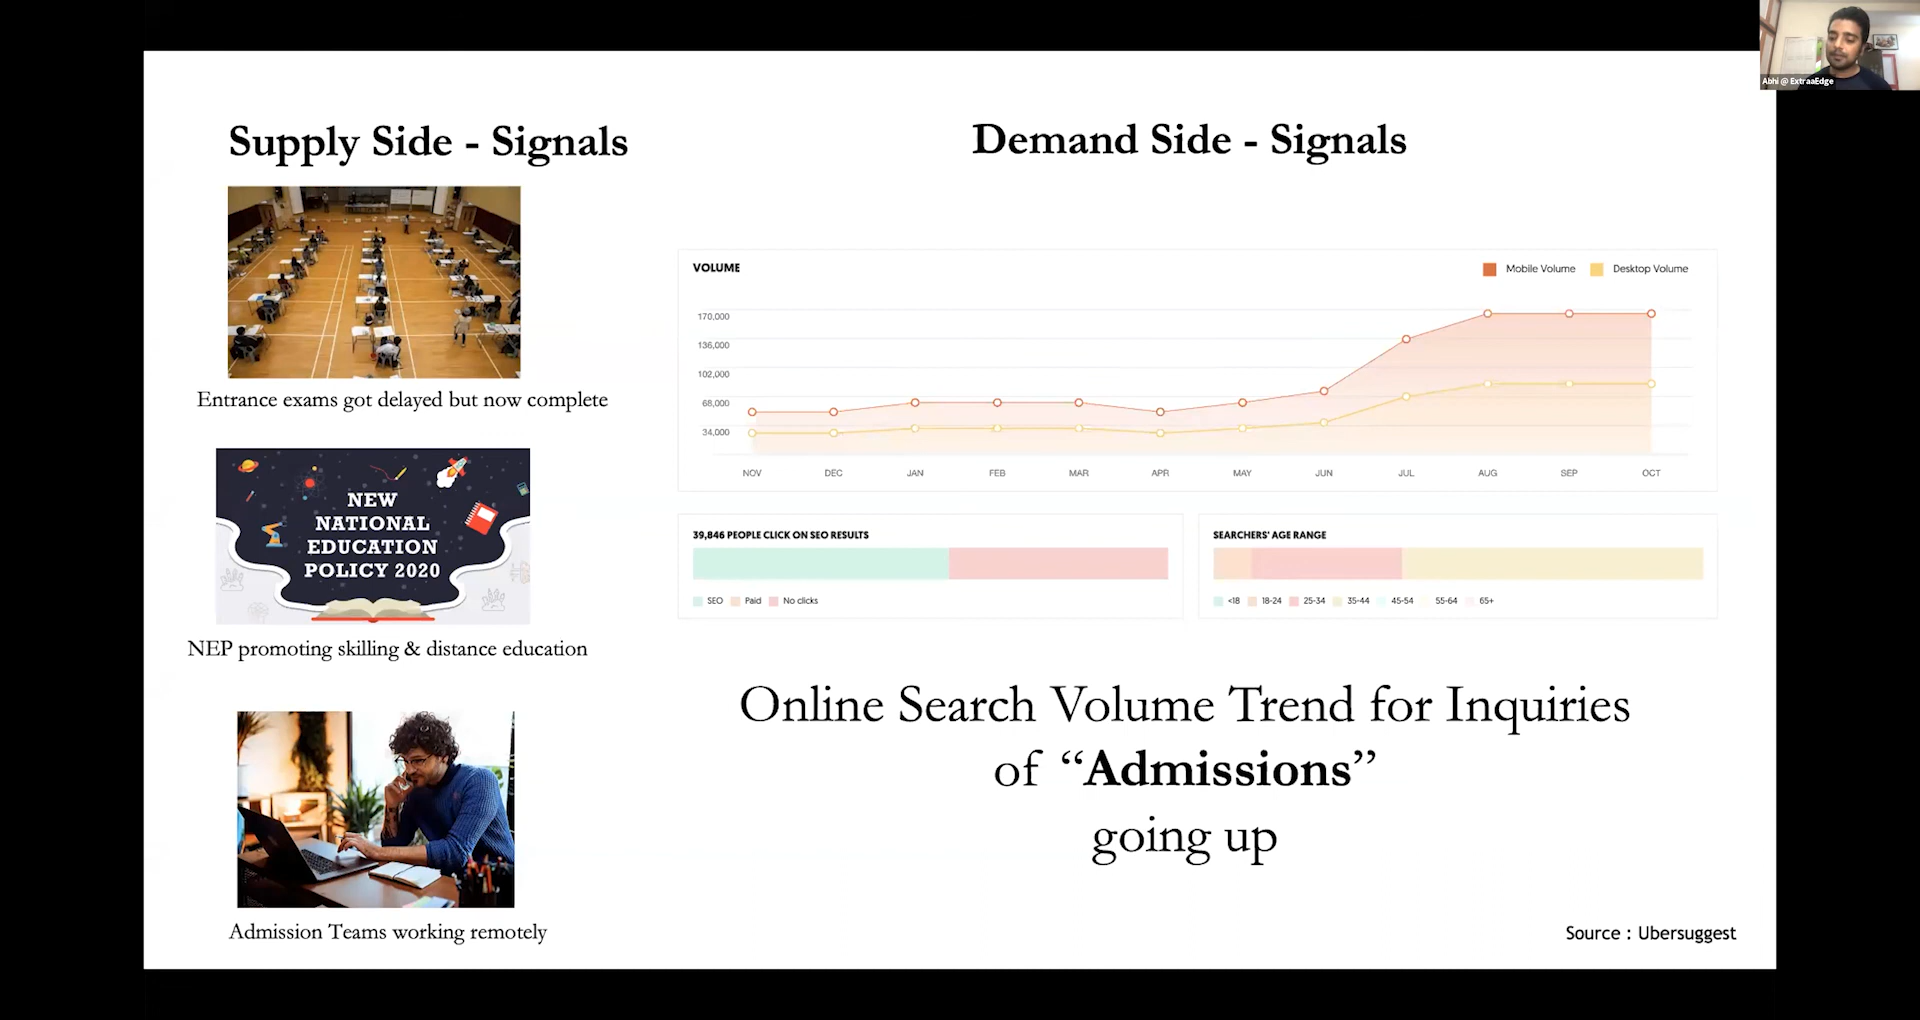 Abhi @ ExtraaEdge
Supply Side - Signals
Entrance exams got delayed but now complete
NEW
NATIONAL
EDUCATION
POLICY 2020
NEP promoting skilling & distance education
Admission Teams working remotely
Demand Side - Signals
VOLUME
Mobile Volume
Desktop Volume
170,000
136,000
102,000
68,000
34,000
NOV DEC JAN FEB MAR APR MAY JUN JUL AUG SEP OCT
39,846 PEOPLE CLICK ON SEO RESULTS
SEO Paid No clicks
SEARCHERS' AGE RANGE
<18 18-24 25-34 35-44 45-54 55-64 65+
Online Search Volume Trend for Inquiries
of “Admissions”
going up
Source : Ubersuggest